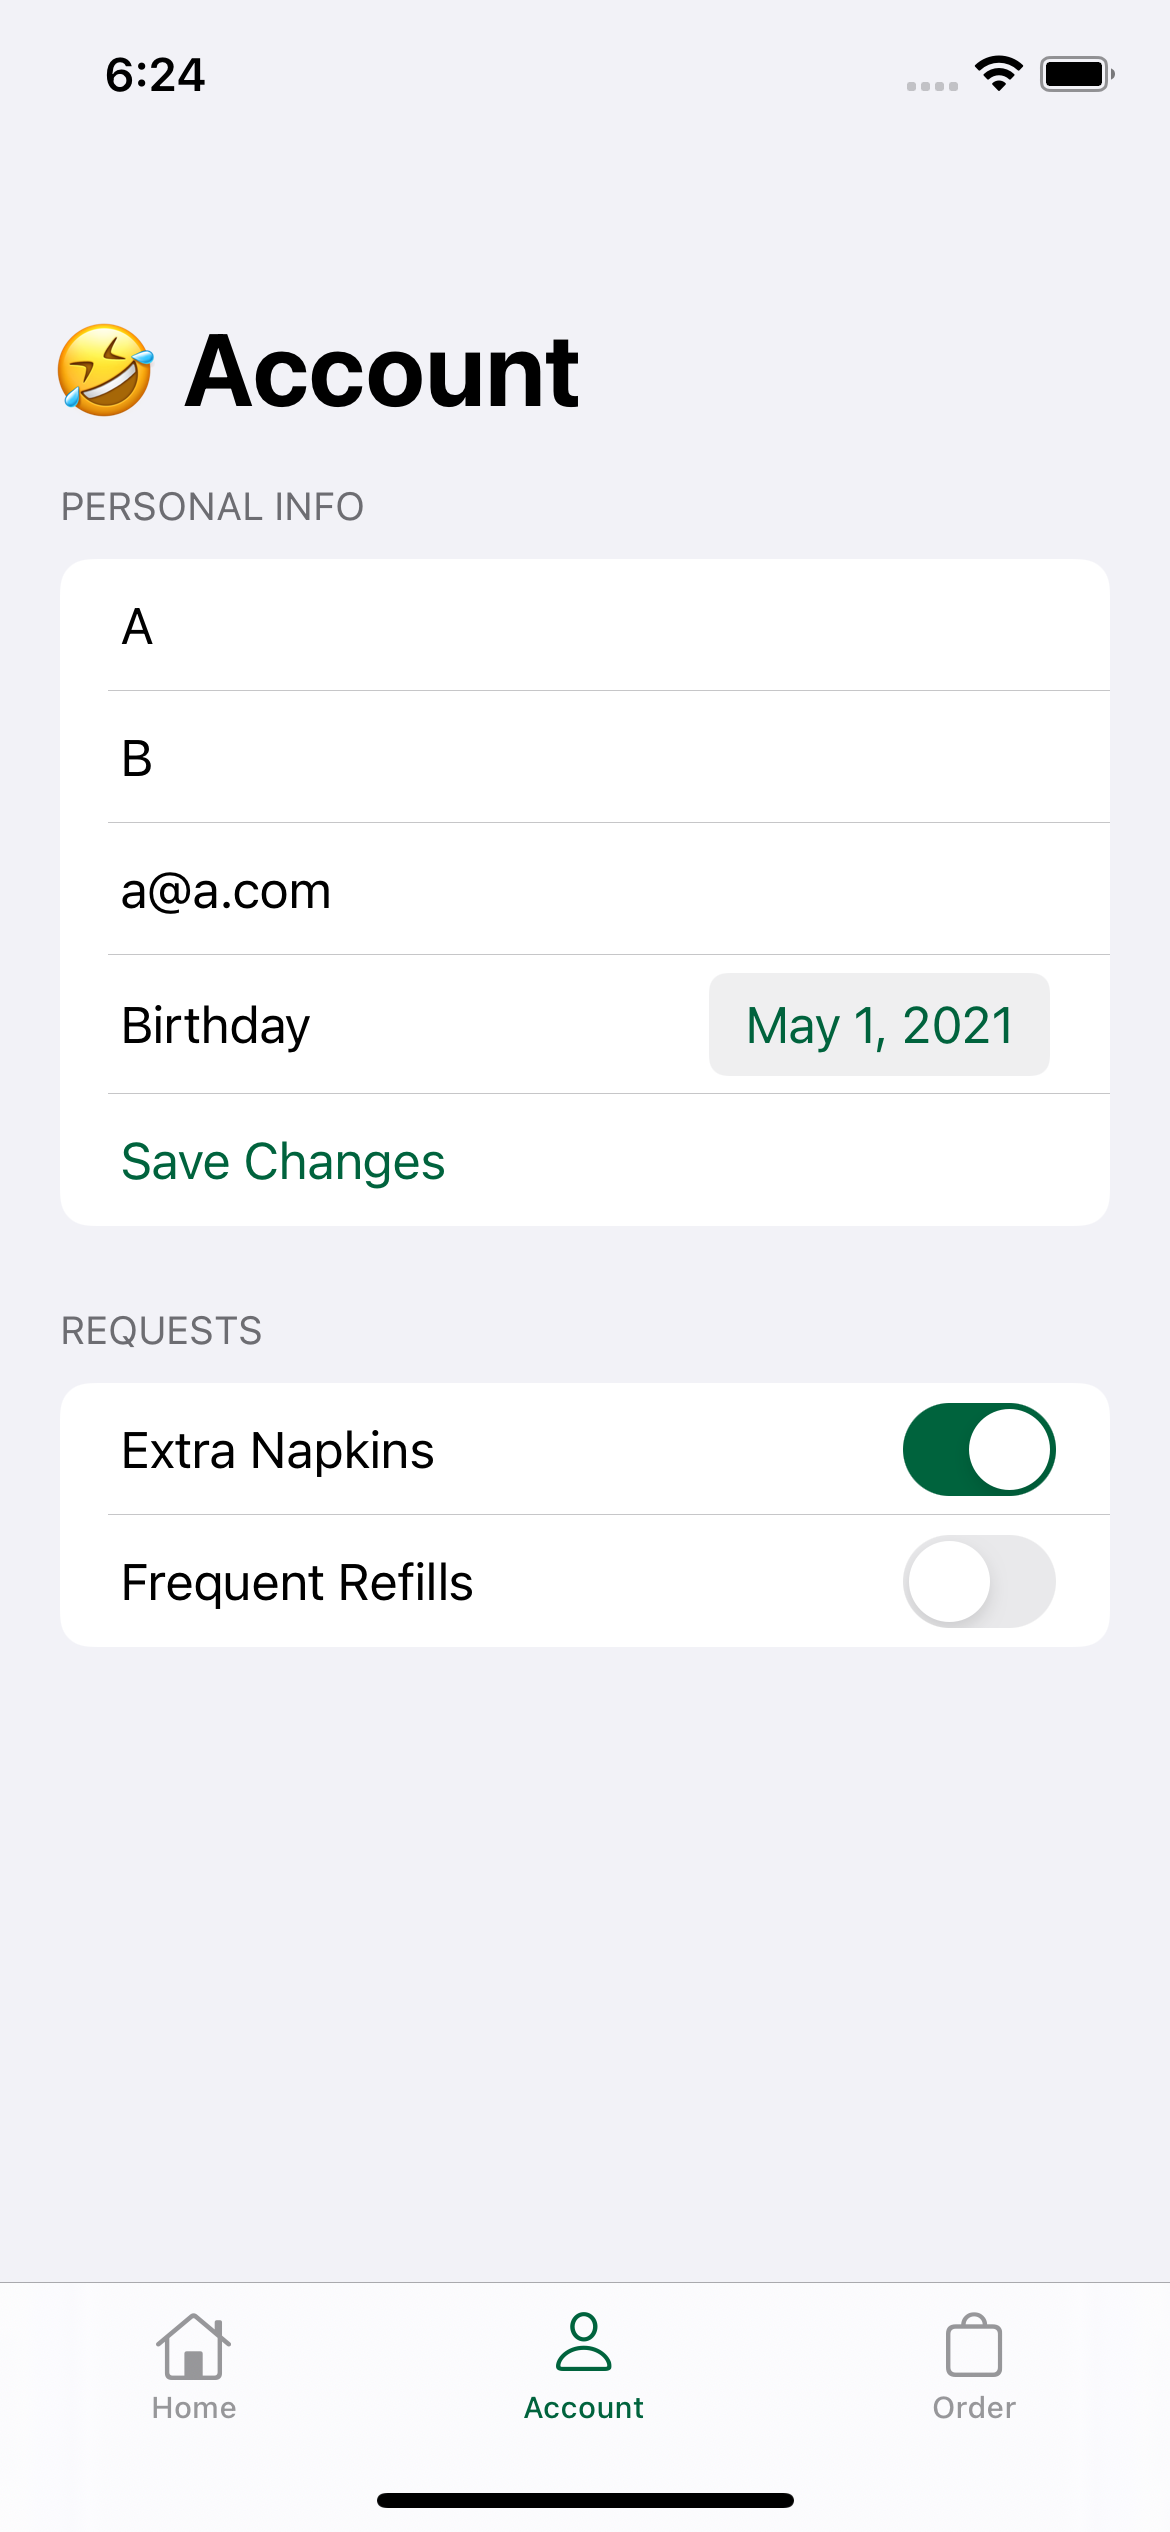 6:24
🤣 Account
PERSONAL INFO
A
B
a@a.com
Birthday May 1, 2021
Save Changes
REQUESTS
Extra Napkins
Frequent Refills
Home Account Order